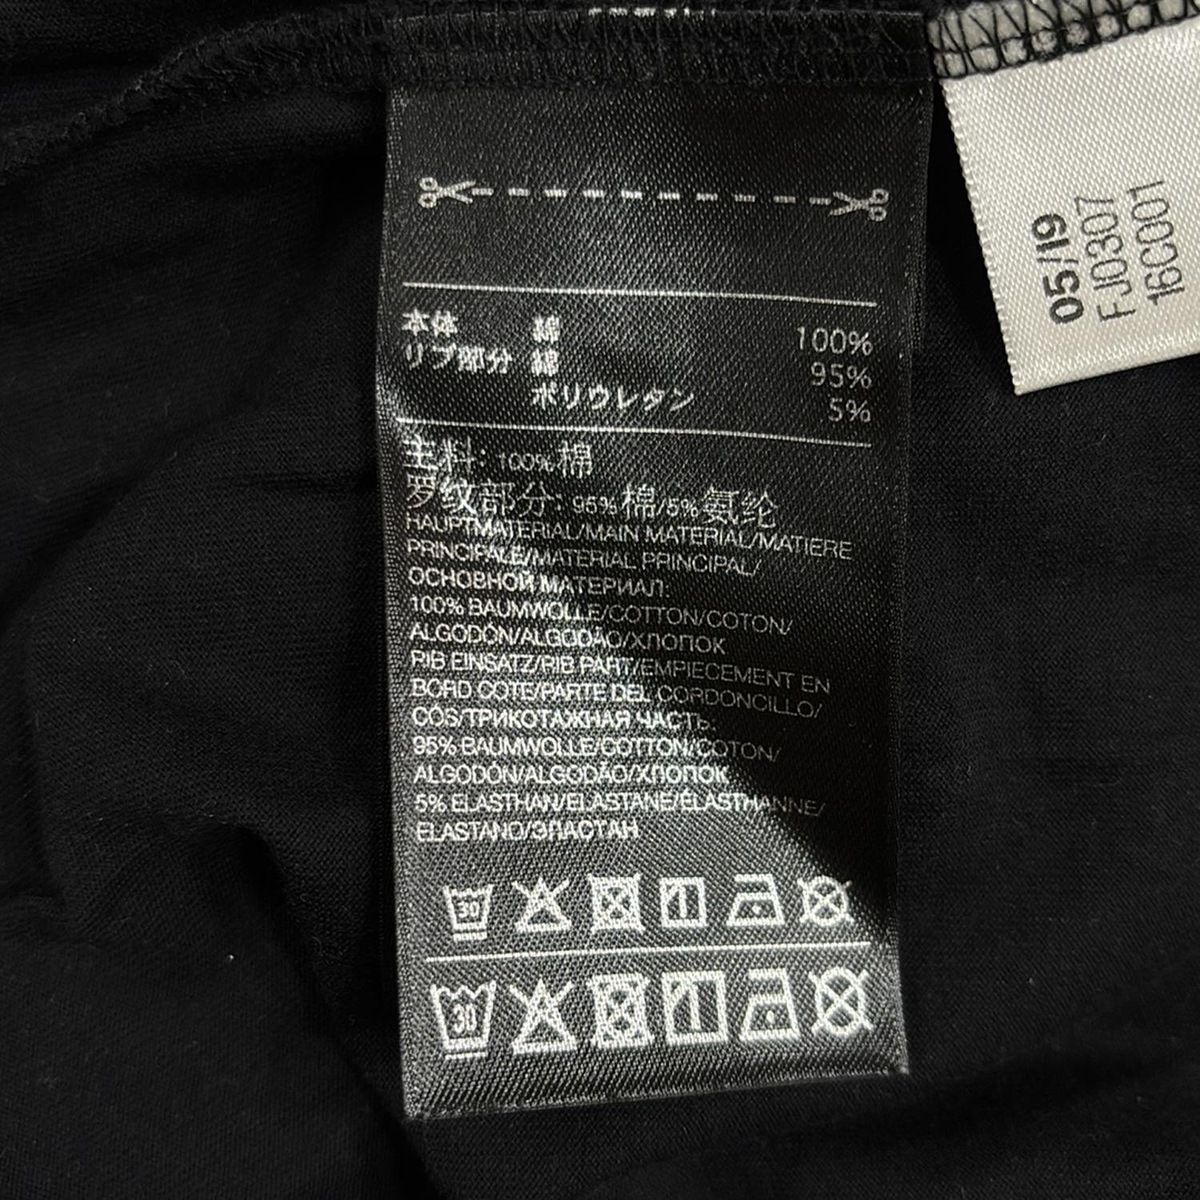 本体 綿 100%
リブ部分 綿 95%
ポリウレタン 5%
主料: 100%棉
罗纹部分: 95%棉/5%氨纶
HAUPTMATERIAL/MAIN MATERIAL/MATIERE
PRINCIPALE/MATERIAL PRINCIPAL/
ОСНОВНОЙ МАТЕРИАЛ:
100% BAUMWOLLE/COTTON/COTON/
ALGODÓN/ALGODÃO/ХЛОПОК
RIB EINSATZ/RIB PART/EMPIECEMENT EN
BORD COTE/PARTE DEL CORDONCILLO/
CÓS/ТРИКОТАЖНАЯ ЧАСТЬ:
95% BAUMWOLLE/COTTON/COTON/
ALGODÓN/ALGODÃO/ХЛОПОК
5% ELASTHAN/ELASTANE/ÉLASTHANNE/
ELASTANO/ЭЛАСТАН
30
30
05/19
FJ0307
16C001